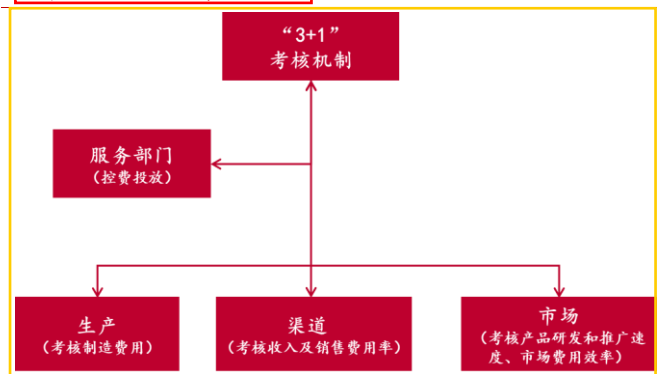 “3+1”
考核机制
服务部门
（控费投放）
生产
（考核制造费用）
渠道
（考核收入及销售费用率）
市场
（考核产品研发和推广速
度、市场费用效率）